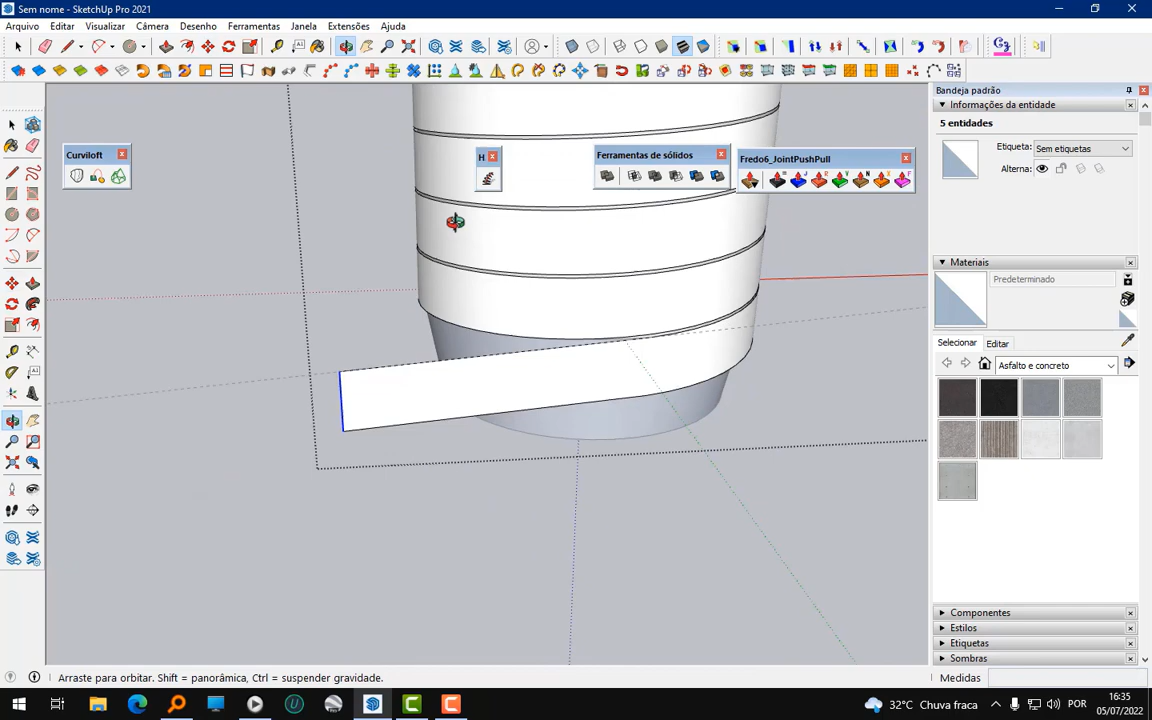 Sem nome - SketchUp Pro 2021
Arquivo Editar Visualizar Câmera Desenho Ferramentas Janela Extensões Ajuda
Bandeja padrão
Informações da entidade
5 entidades
Etiqueta: Sem etiquetas
Alterna:
Curviloft
H
Ferramentas de sólidos
Fredo6_JointPushPull
Materiais
Predeterminado
Selecionar Editar
Asfalto e concreto
Componentes
Estilos
Etiquetas
Sombras
Arraste para orbitar. Shift = panorâmica, Ctrl = suspender gravidade.
Medidas
32°C Chuva fraca
POR
16:35
05/07/2022